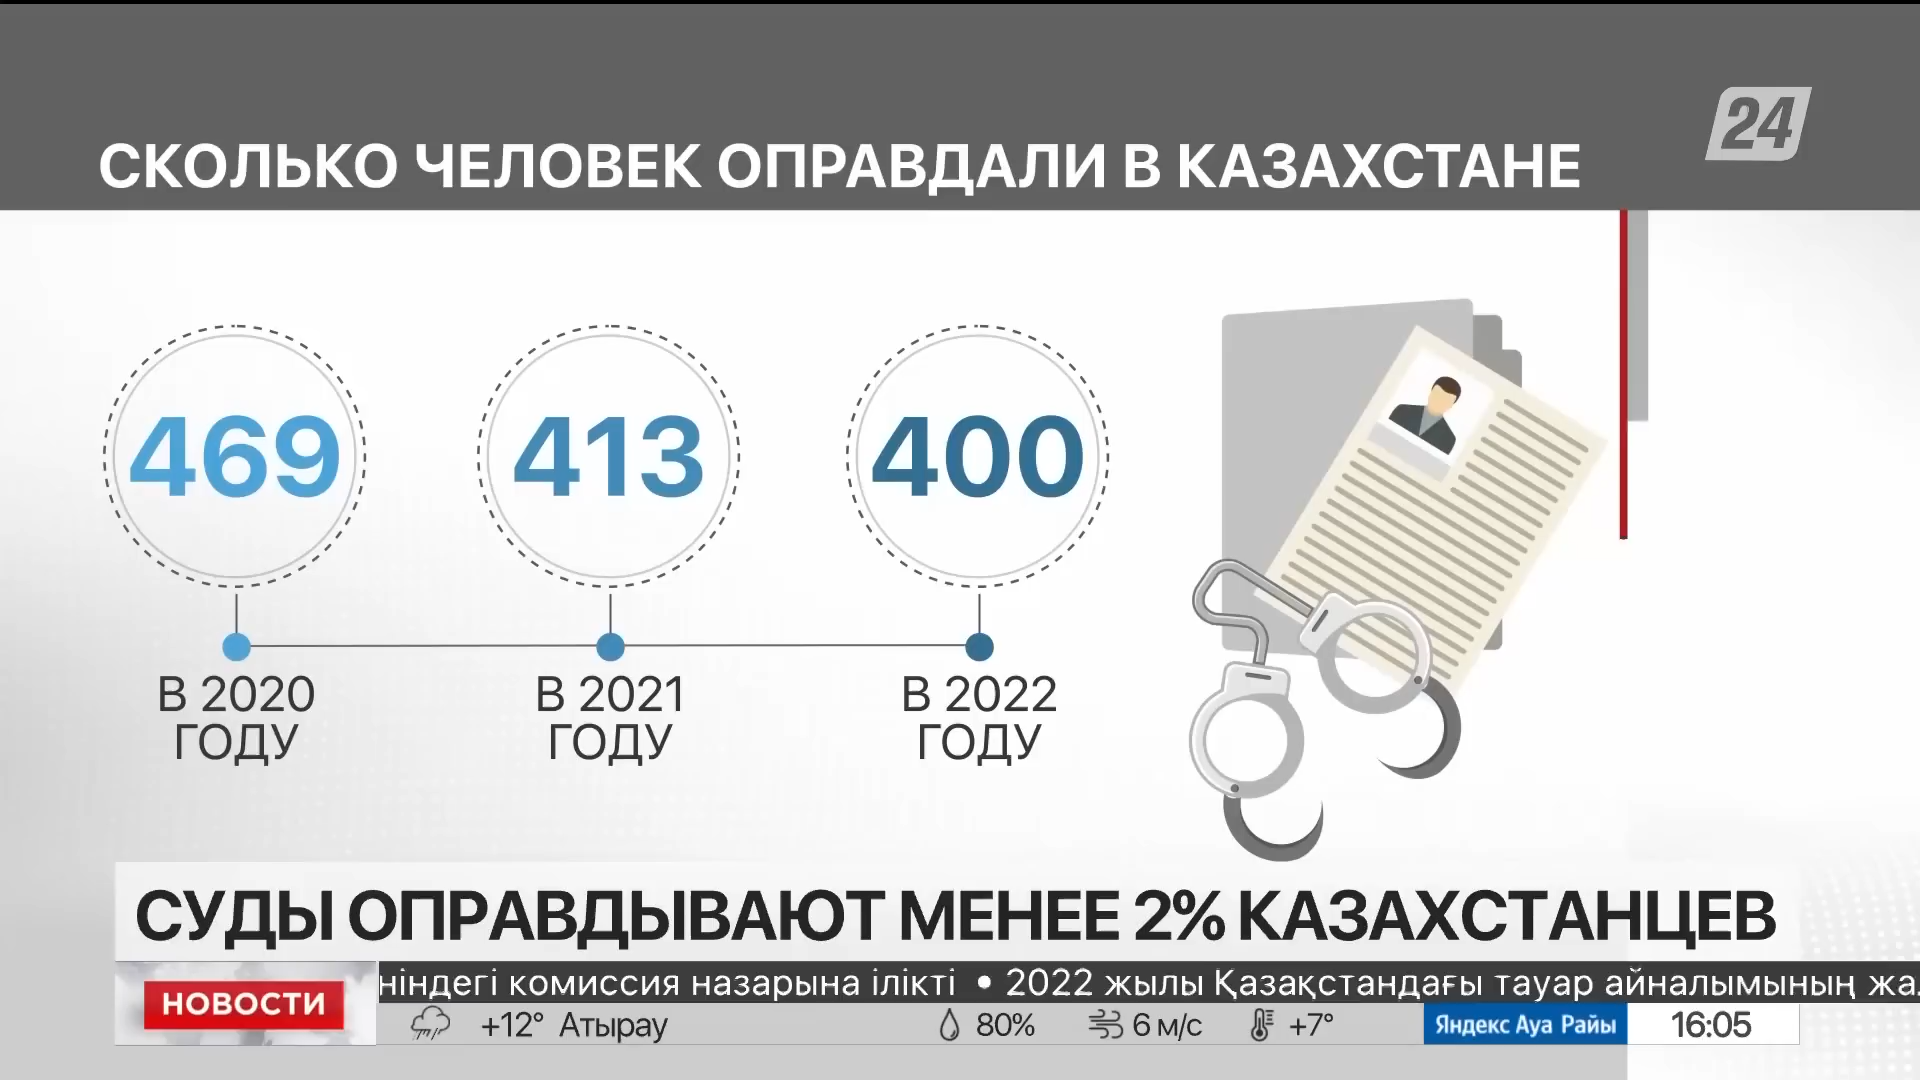 24
СКОЛЬКО ЧЕЛОВЕК ОПРАВДАЛИ В КАЗАХСТАНЕ
469
413
400
В 2020
ГОДУ
В 2021
ГОДУ
В 2022
ГОДУ
СУДЫ ОПРАВДЫВАЮТ МЕНЕЕ 2% КАЗАХСТАНЦЕВ
НОВОСТИ
ніндегі комиссия назарына ілікті • 2022 жылы Қазақстандағы тауар айналымының жа
+12° Атырау 80% 6 м/с +7° Яндекс Ауа Райы 16:05